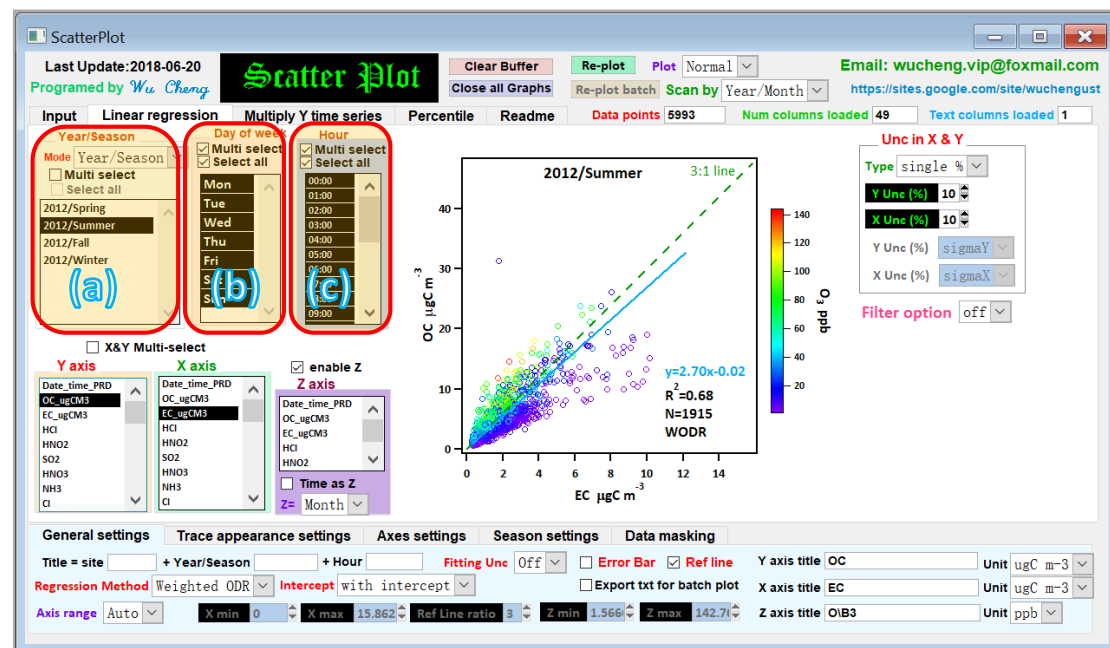 ScatterPlot
Last Update:2018-06-20
Programed by Wu Cheng
Scatter Plot
Clear Buffer
Close all Graphs
Re-plot
Plot Normal
Re-plot batch
Scan by Year/Month
Email: wucheng.vip@foxmail.com
https://sites.google.com/site/wuchengust
Input Linear regression Multiply Y time series Percentile Readme
Data points 5993
Num columns loaded 49
Text columns loaded 1
Year/Season
Mode Year/Season
Multi select
Select all
2012/Spring
2012/Summer
2012/Fall
2012/Winter
(a)
Day of week
Multi select
Select all
Mon
Tue
Wed
Thu
Fri
(b)
Hour
Multi select
Select all
00:00
01:00
02:00
03:00
04:00
05:00
09:00
(c)
X&Y Multi-select
Y axis
Date_time_PRD
OC_ugCM3
EC_ugCM3
HCl
HNO2
SO2
HNO3
NH3
Cl
X axis
Date_time_PRD
OC_ugCM3
EC_ugCM3
HCl
HNO2
SO2
HNO3
NH3
Cl
enable Z
Z axis
Date_time_PRD
OC_ugCM3
EC_ugCM3
HCl
HNO2
Time as Z
Z= Month
2012/Summer
3:1 line
OC μgC m-3
40
30
20
10
0
0 2 4 6 8 10 12 14
EC μgC m-3
y=2.70x-0.02
R2=0.68
N=1915
WODR
140
120
100
80
60
40
20
O3 ppb
Unc in X & Y
Type single %
Y Unc (%) 10
X Unc (%) 10
Y Unc (%) sigmaY
X Unc (%) sigmaX
Filter option off
General settings Trace appearance settings Axes settings Season settings Data masking
Title = site + Year/Season + Hour
Fitting Unc Off
Error Bar
Ref line
Y axis title OC Unit ugC m-3
Regression Method Weighted ODR
Intercept with intercept
Export txt for batch plot
X axis title EC Unit ugC m-3
Axis range Auto
X min 0
X max 15.862
Ref Line ratio 3
Z min 1.566
Z max 142.7
Z axis title O\B3 Unit ppb